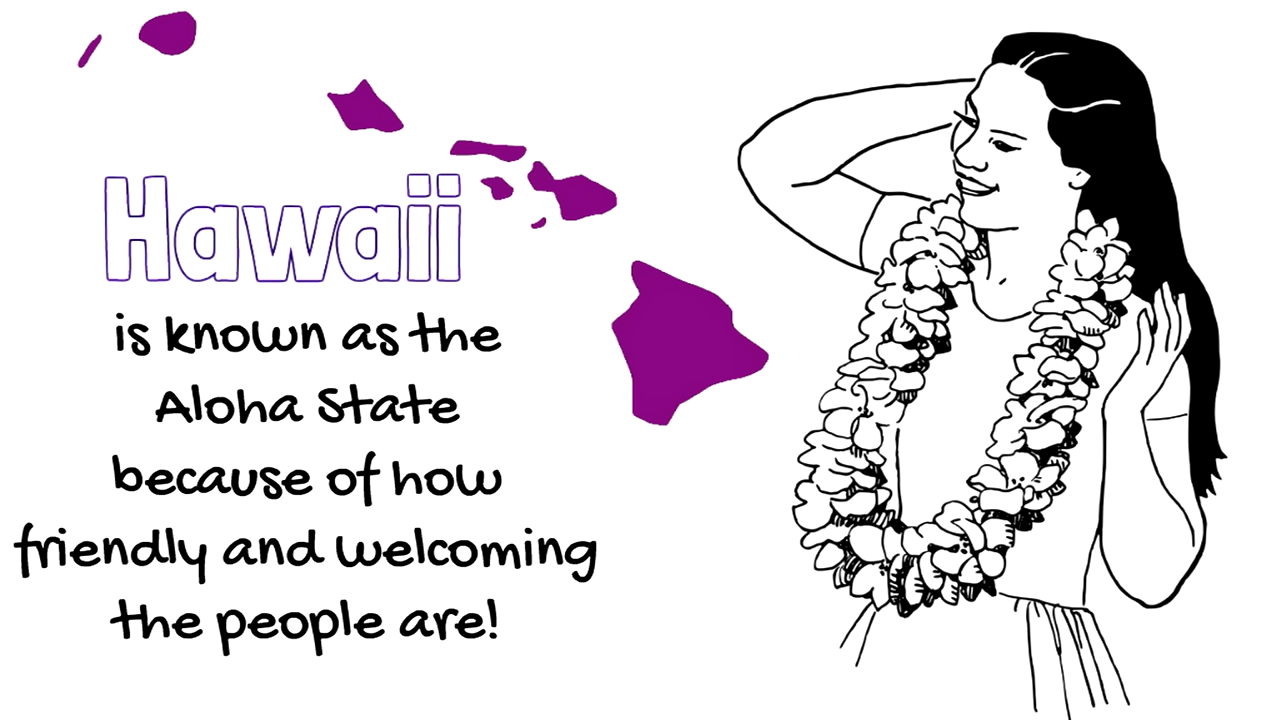 Hawaii
is known as the
Aloha State
because of how
friendly and welcoming
the people are!